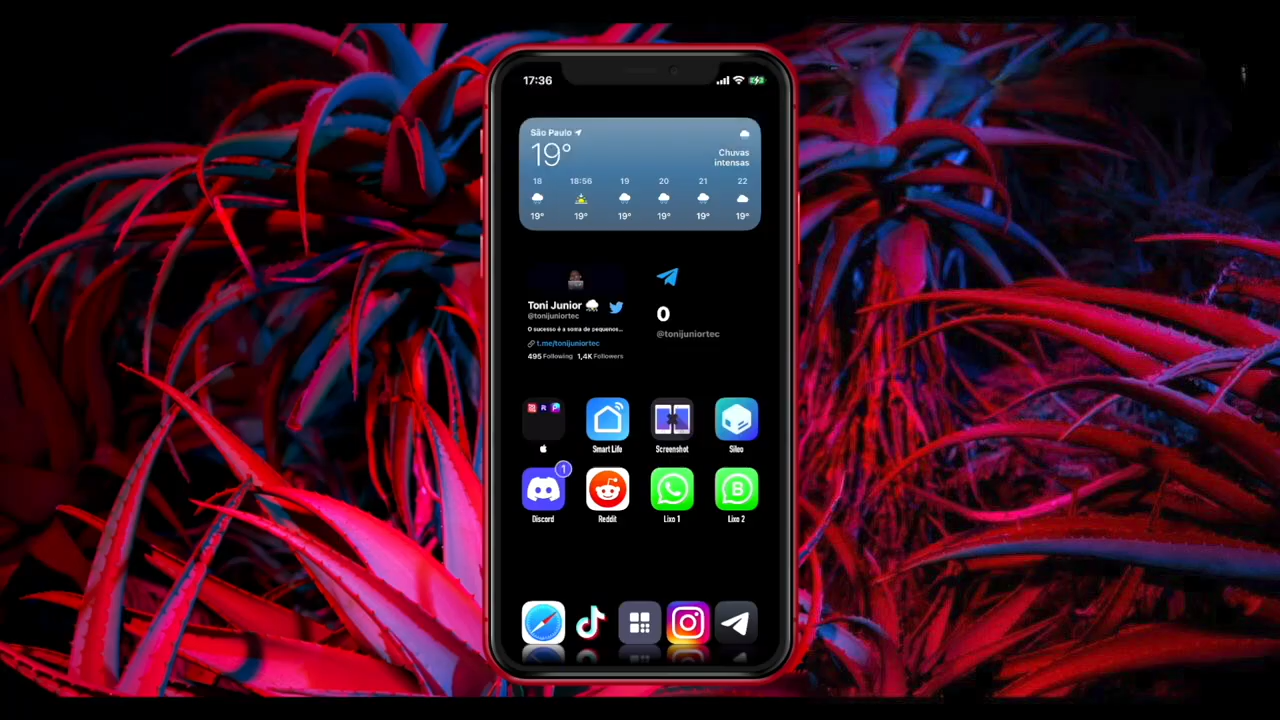 17:36
São Paulo
19°
Chuvas
intensas
18 18:56 19 20 21 22
19° 19° 19° 19° 19° 19°
Toni Junior
@tonijuniortec
O sucesso é a soma de pequenos...
t.me/tonijuniortec
495 Following 1,4K Followers
0
@tonijuniortec
Smart Life Screenshot Sileo
1
B
Discord Reddit Lixo 1 Lixo 2